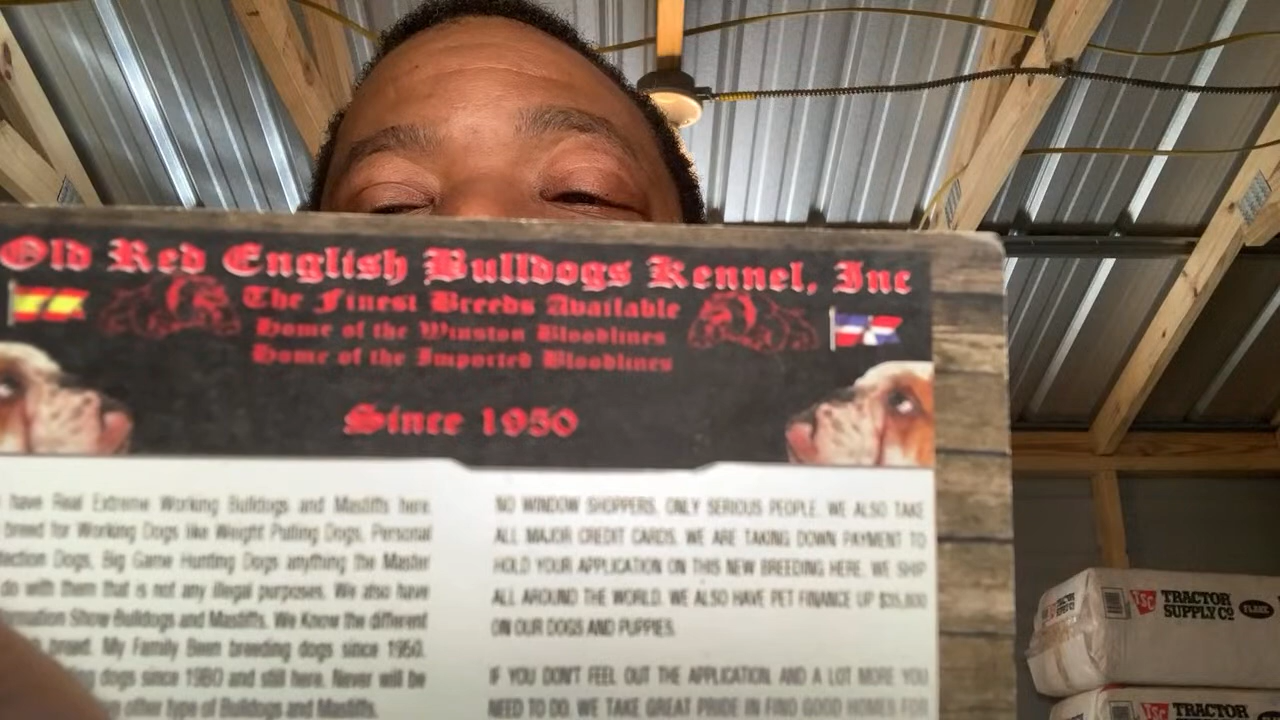 Old Red English Bulldogs Kennel, Inc
The Finest Breeds Available
Home of the Winston Bloodlines
Home of the Imported Bloodlines
Since 1950
have Real Extreme Working Bulldogs and Mastiffs here
breed for Working Dogs like Weight Pulling Dogs, Personal
Dogs, Big Game Hunting Dogs anything the Master
do with them that is not any illegal purposes. We also have
Show Bulldogs and Mastiffs. We Know the different
breed. My Family Been breeding dogs since 1950.
dogs since 1980 and still here. Never will be
other type of Bulldogs and Mastiffs.
NO WINDOW SHOPPERS. ONLY SERIOUS PEOPLE. WE ALSO TAKE
ALL MAJOR CREDIT CARDS. WE ARE TAKING DOWN PAYMENT TO
HOLD YOUR APPLICATION ON THIS NEW BREEDING HERE. WE SHIP
ALL AROUND THE WORLD. WE ALSO HAVE PET FINANCE UP
ON OUR DOGS AND PUPPIES.
IF YOU DON'T FEEL OUT THE APPLICATION. AND A LOT MORE YOU
NEED TO DO. WE TAKE GREAT PRIDE IN FIND GOOD HOMES FOR
TSC TRACTOR
SUPPLY CO
FLAKE
TSC TRACTOR